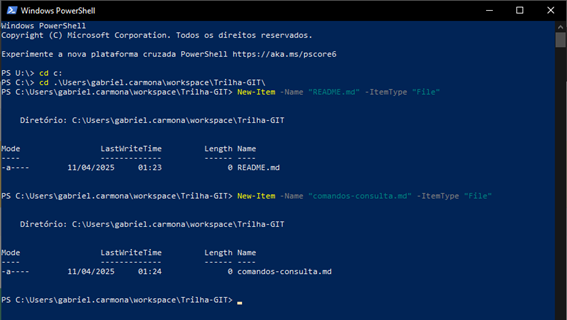 Windows PowerShell
Windows PowerShell
Copyright (C) Microsoft Corporation. Todos os direitos reservados.
Experimente a nova plataforma cruzada PowerShell https://aka.ms/pscore6
PS U:\> cd c:
PS C:\> cd .\Users\gabriel.carmona\workspace\Trilha-GIT\
PS C:\Users\gabriel.carmona\workspace\Trilha-GIT> New-Item -Name "README.md" -ItemType "File"
Diretório: C:\Users\gabriel.carmona\workspace\Trilha-GIT
Mode LastWriteTime Length Name
---- ------------- ------ ----
-a---- 11/04/2025 01:23 0 README.md
PS C:\Users\gabriel.carmona\workspace\Trilha-GIT> New-Item -Name "comandos-consulta.md" -ItemType "File"
Diretório: C:\Users\gabriel.carmona\workspace\Trilha-GIT
Mode LastWriteTime Length Name
---- ------------- ------ ----
-a---- 11/04/2025 01:24 0 comandos-consulta.md
PS C:\Users\gabriel.carmona\workspace\Trilha-GIT>